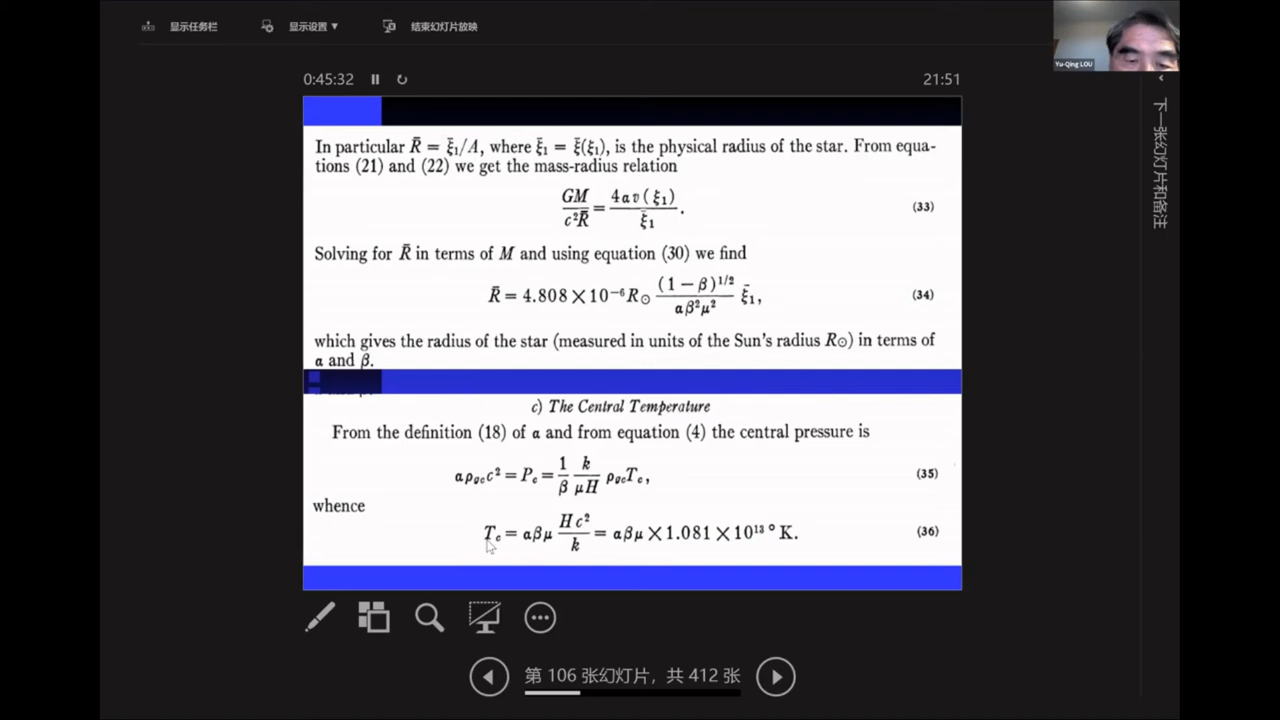 显示任务栏 显示设置 ▼ 结束幻灯片放映
Yu-Qing LOU
0:45:32 21:51
下一张幻灯片和备注
In particular R̄ = ξ̄₁/A, where ξ̄₁ = ξ̄(ξ₁), is the physical radius of the star. From equa-
tions (21) and (22) we get the mass-radius relation
GM/c²R̄ = 4αv(ξ₁)/ξ̄₁. (33)
Solving for R̄ in terms of M and using equation (30) we find
R̄ = 4.808 × 10⁻⁶ R⊙ (1 − β)^1/2/αβ²μ² ξ̄₁, (34)
which gives the radius of the star (measured in units of the Sun's radius R⊙) in terms of
α and β.
c) The Central Temperature
From the definition (18) of α and from equation (4) the central pressure is
αρ_gc c² = P_c = 1/β k/μH ρ_gc T_c, (35)
whence
T_c = αβμ Hc²/k = αβμ × 1.081 × 10¹³ ° K. (36)
第 106 张幻灯片，共 412 张